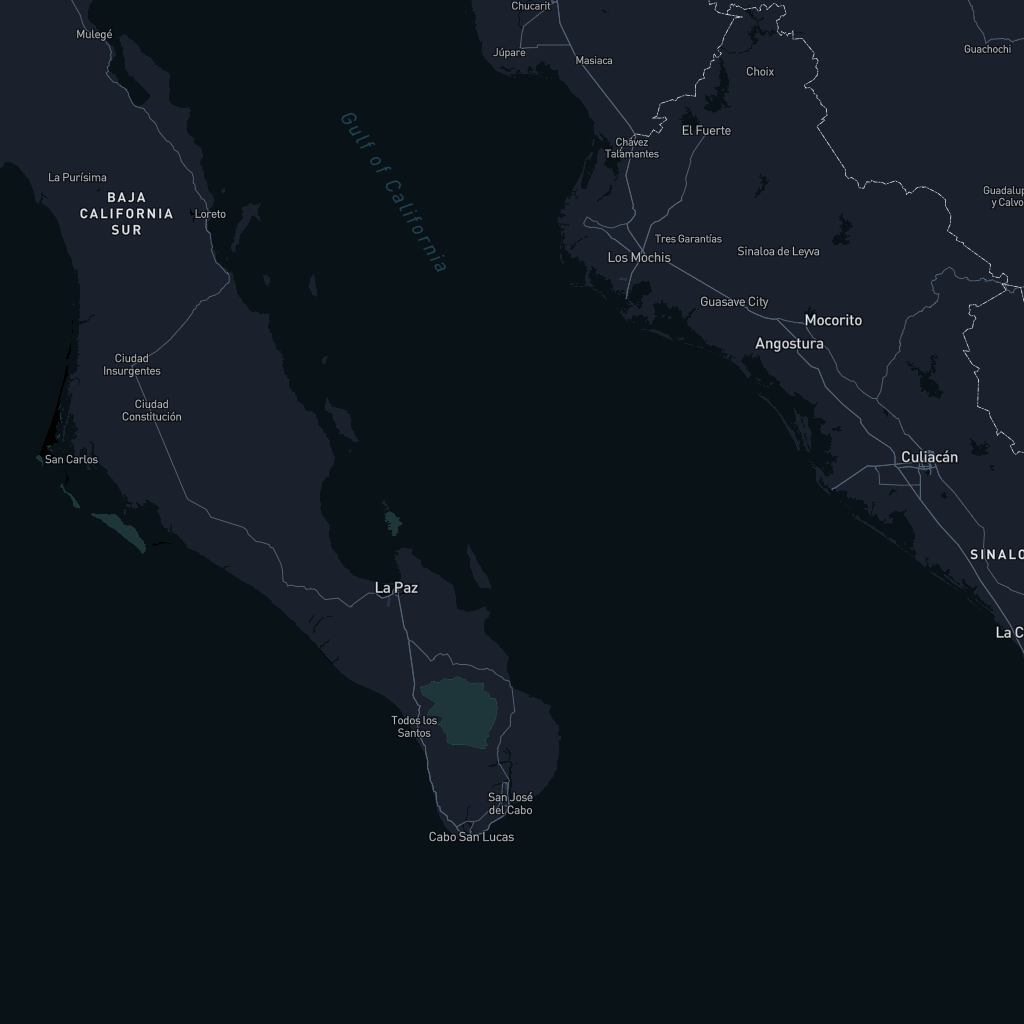 Chucarit
Mulegé
Júpare
Masiaca
Guachochi
Choix
Gulf of California
El Fuerte
Chávez
Talamantes
La Purísima
BAJA
CALIFORNIA
SUR
Loreto
Guadalup
y Calvo
Tres Garantías
Sinaloa de Leyva
Los Mochis
Guasave City
Mocorito
Angostura
Ciudad
Insurgentes
Ciudad
Constitución
San Carlos
Culiacán
SINALO
La Paz
La C
Todos los
Santos
San José
del Cabo
Cabo San Lucas